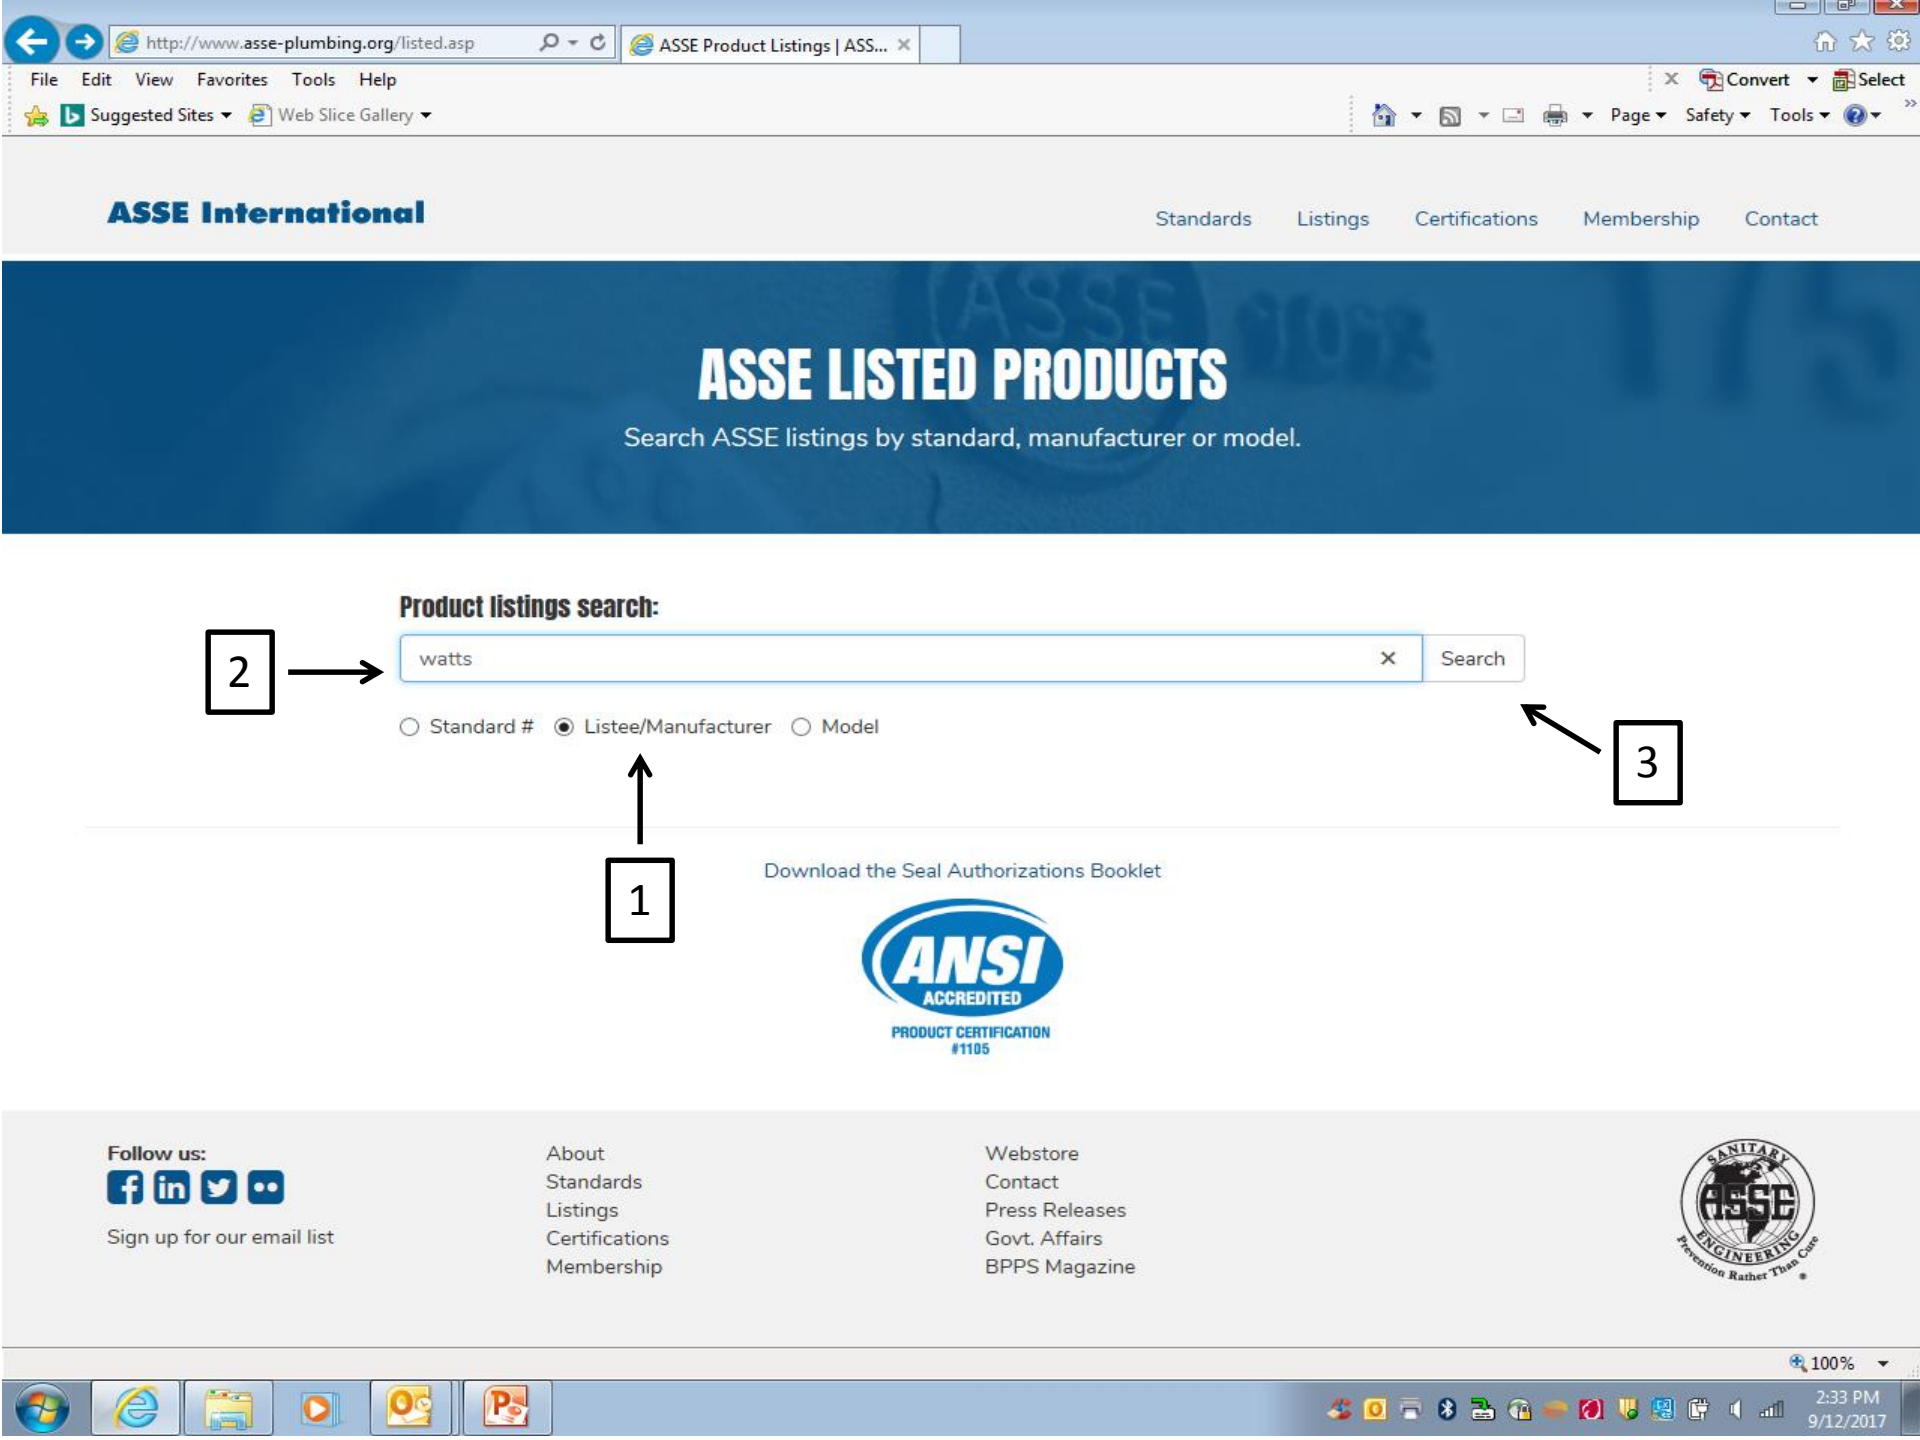 http://www.asse-plumbing.org/listed.asp
ASSE Product Listings | ASS...
File Edit View Favorites Tools Help
Convert Select
Suggested Sites Web Slice Gallery
Page Safety Tools
ASSE International
Standards Listings Certifications Membership Contact
ASSE
175
ASSE LISTED PRODUCTS
Search ASSE listings by standard, manufacturer or model.
Product listings search:
2
watts
Search
Standard # Listee/Manufacturer Model
3
1
Download the Seal Authorizations Booklet
ANSI
ACCREDITED
PRODUCT CERTIFICATION
#1105
Follow us:
Sign up for our email list
About
Standards
Listings
Certifications
Membership
Webstore
Contact
Press Releases
Govt. Affairs
BPPS Magazine
SANITARY
ASSE
ENGINEERING
Prevention Rather Than Cure
®
100%
2:33 PM
9/12/2017